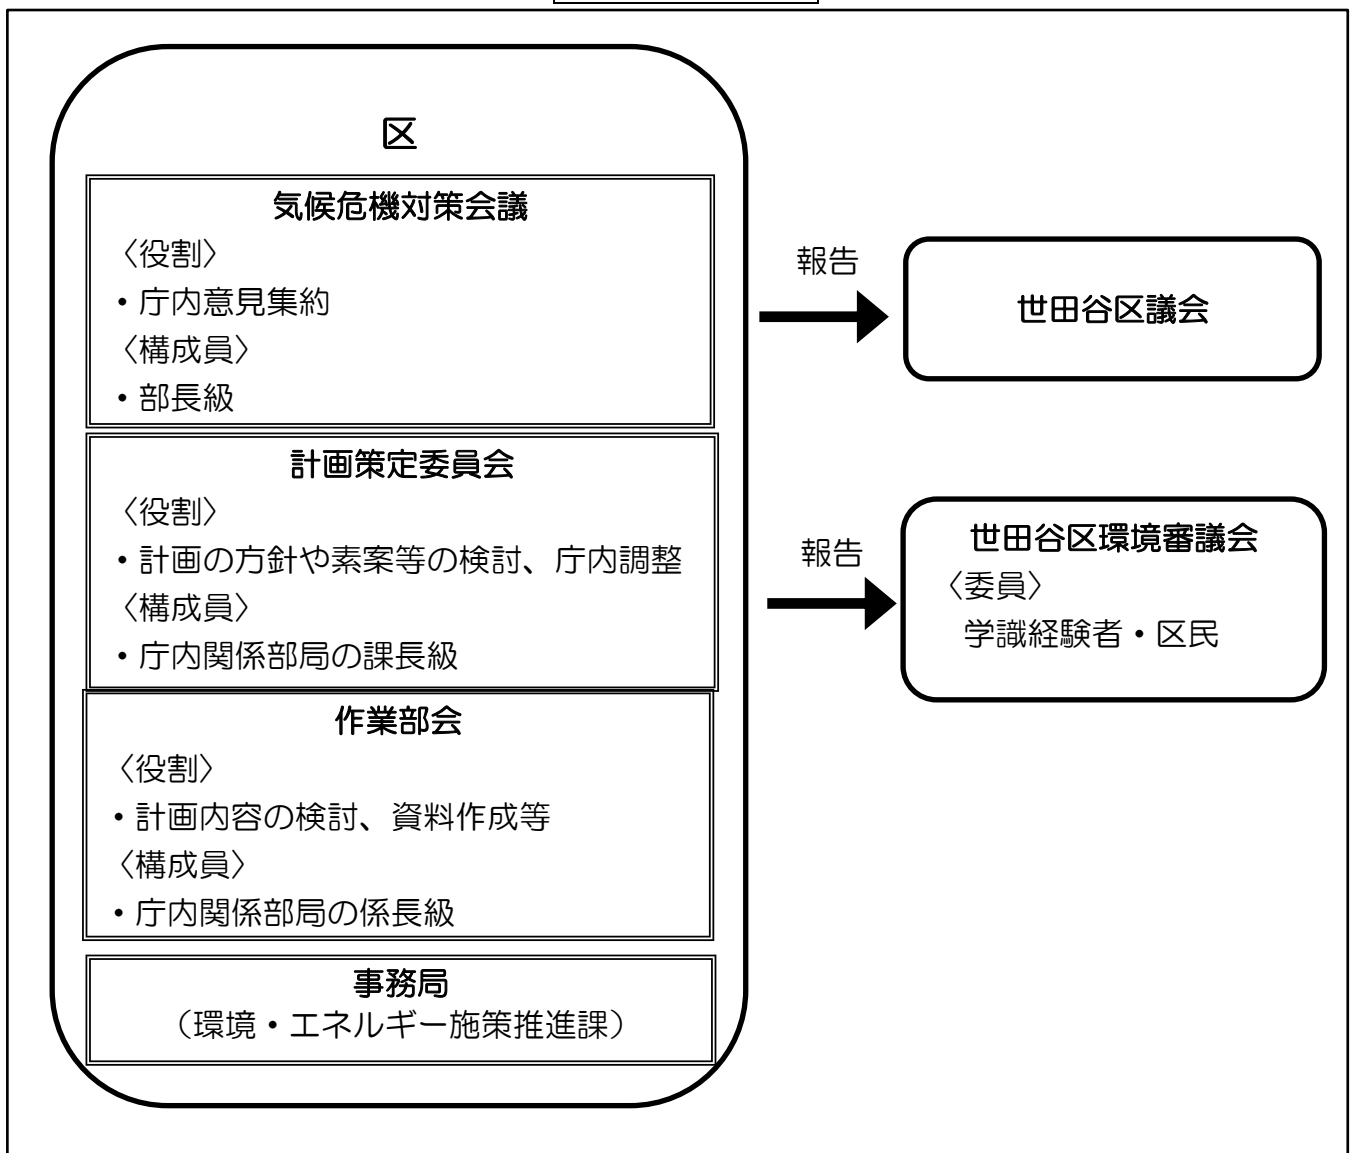 区
気候危機対策会議
〈役割〉
・庁内意見集約
〈構成員〉
・部長級
計画策定委員会
〈役割〉
・計画の方針や素案等の検討、庁内調整
〈構成員〉
・庁内関係部局の課長級
作業部会
〈役割〉
・計画内容の検討、資料作成等
〈構成員〉
・庁内関係部局の係長級
事務局
（環境・エネルギー施策推進課）
報告
世田谷区議会
報告
世田谷区環境審議会
〈委員〉
学識経験者・区民